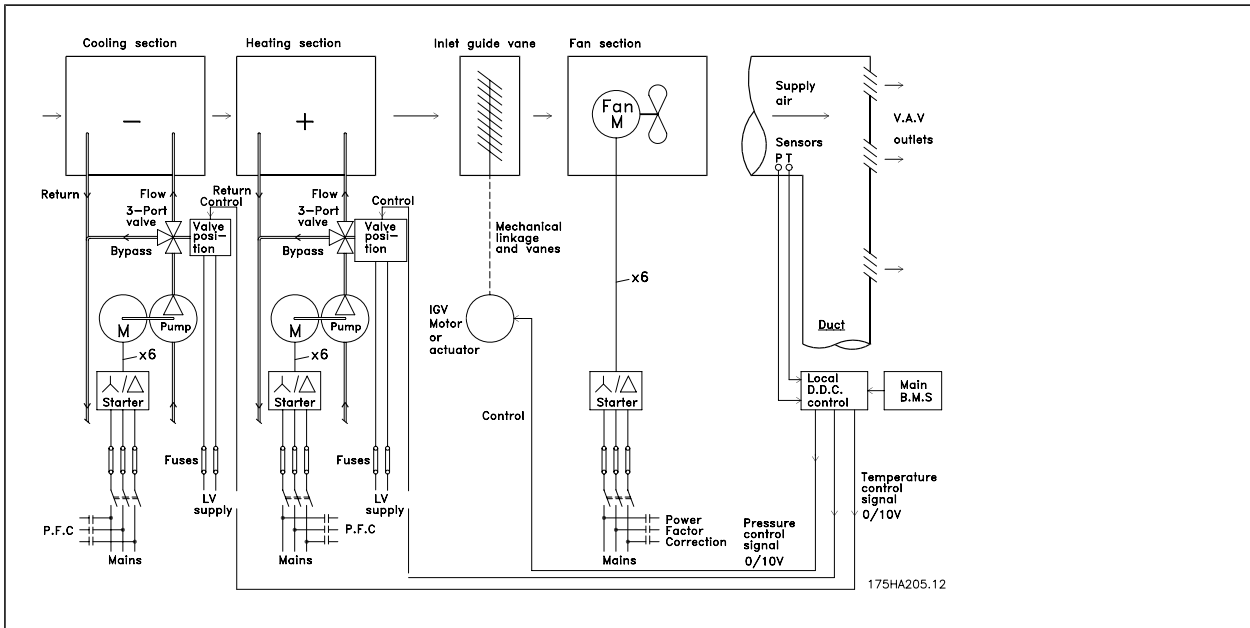 Cooling section
Heating section
Inlet guide vane
Fan section
−
+
Fan
M
Supply
air
Sensors
P T
V.A.V
outlets
Return
Flow
3-Port
valve
Bypass
Control
Valve
posi-
tion
Return
Flow
3-Port
valve
Bypass
Control
Valve
posi-
tion
Mechanical
linkage
and vanes
x6
M
Pump
x6
M
Pump
x6
IGV
Motor
or
actuator
Duct
Starter
Starter
Starter
Local
D.D.C.
control
Main
B.M.S
Control
Fuses
LV
supply
Fuses
LV
supply
P.F.C
Mains
P.F.C
Mains
Power
Factor
Correction
Mains
Pressure
control
signal
0/10V
Temperature
control
signal
0/10V
175HA205.12